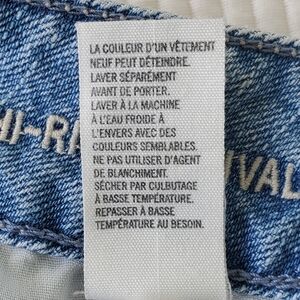 LA COULEUR D'UN VÊTEMENT
NEUF PEUT DÉTEINDRE.
LAVER SÉPARÉMENT
AVANT DE PORTER.
LAVER À LA MACHINE
À L'EAU FROIDE À
L'ENVERS AVEC DES
COULEURS SEMBLABLES.
NE PAS UTILISER D'AGENT
DE BLANCHIMENT.
SÉCHER PAR CULBUTAGE
À BASSE TEMPÉRATURE.
REPASSER À BASSE
TEMPÉRATURE AU BESOIN.